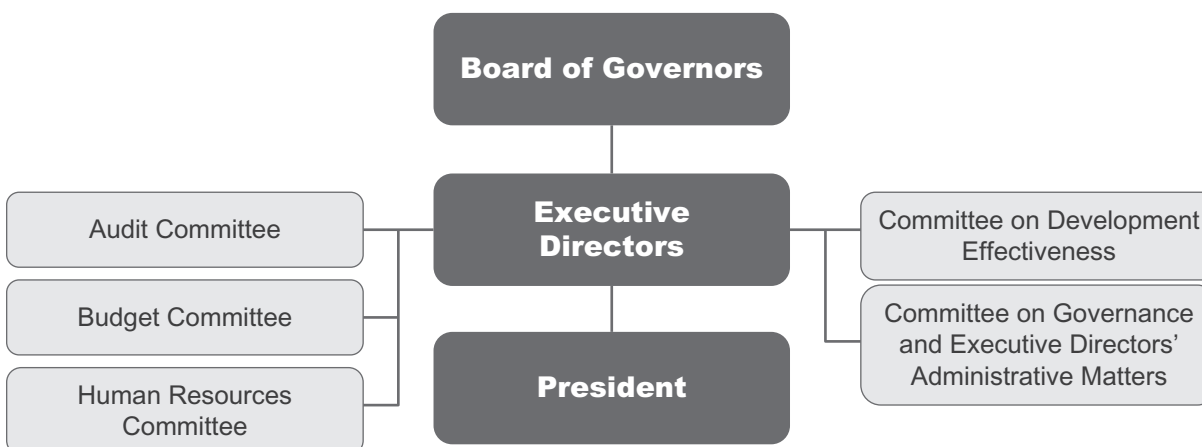 Board of Governors
Executive
Directors
President
Audit Committee
Budget Committee
Human Resources
Committee
Committee on Development
Effectiveness
Committee on Governance
and Executive Directors’
Administrative Matters